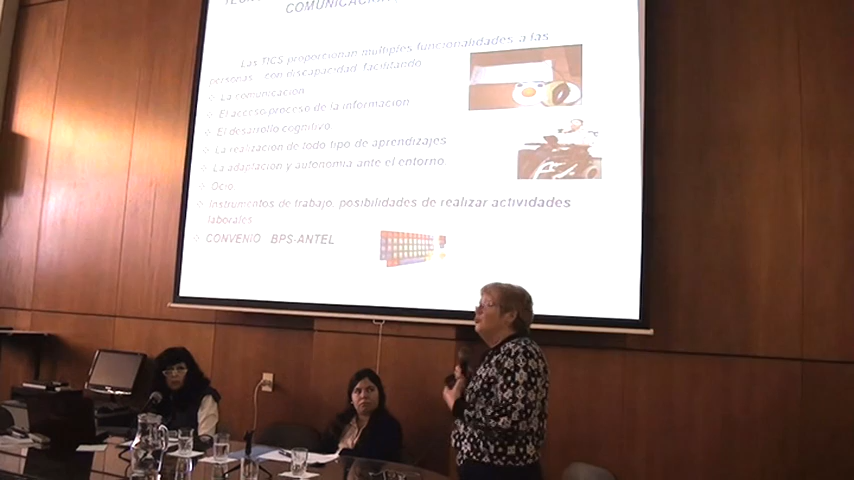 COMUNICACIÓN
Las TICS proporcionan múltiples funcionalidades a las
personas con discapacidad, facilitando
La comunicación
El acceso/proceso de la información
El desarrollo cognitivo
La realización de todo tipo de aprendizajes
La adaptación y autonomía ante el entorno.
Ocio.
Instrumentos de trabajo, posibilidades de realizar actividades
laborales
CONVENIO BPS-ANTEL